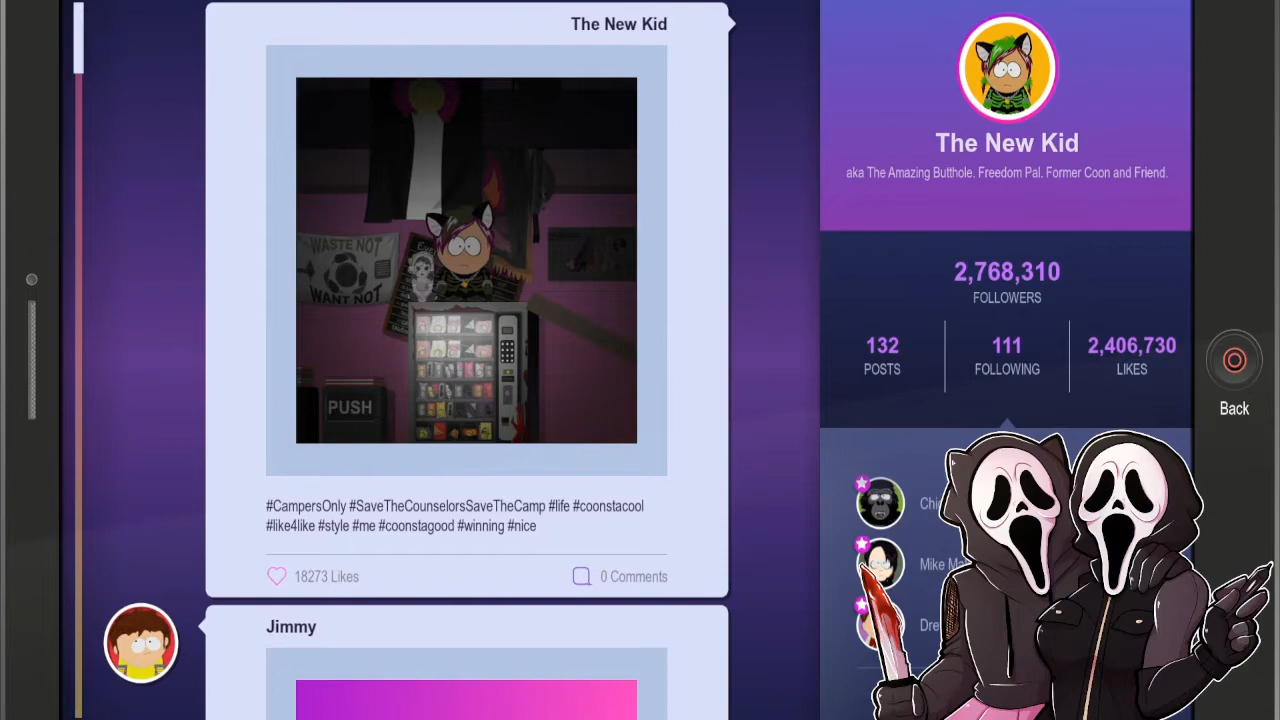 The New Kid
WASTE NOT
WANT NOT
PUSH
#CampersOnly #SaveTheCounselorsSaveTheCamp #life #coonstacool
#like4like #style #me #coonstagood #winning #nice
18273 Likes
0 Comments
Jimmy
The New Kid
aka The Amazing Butthole. Freedom Pal. Former Coon and Friend.
2,768,310
FOLLOWERS
132
POSTS
111
FOLLOWING
2,406,730
LIKES
Mike
Back